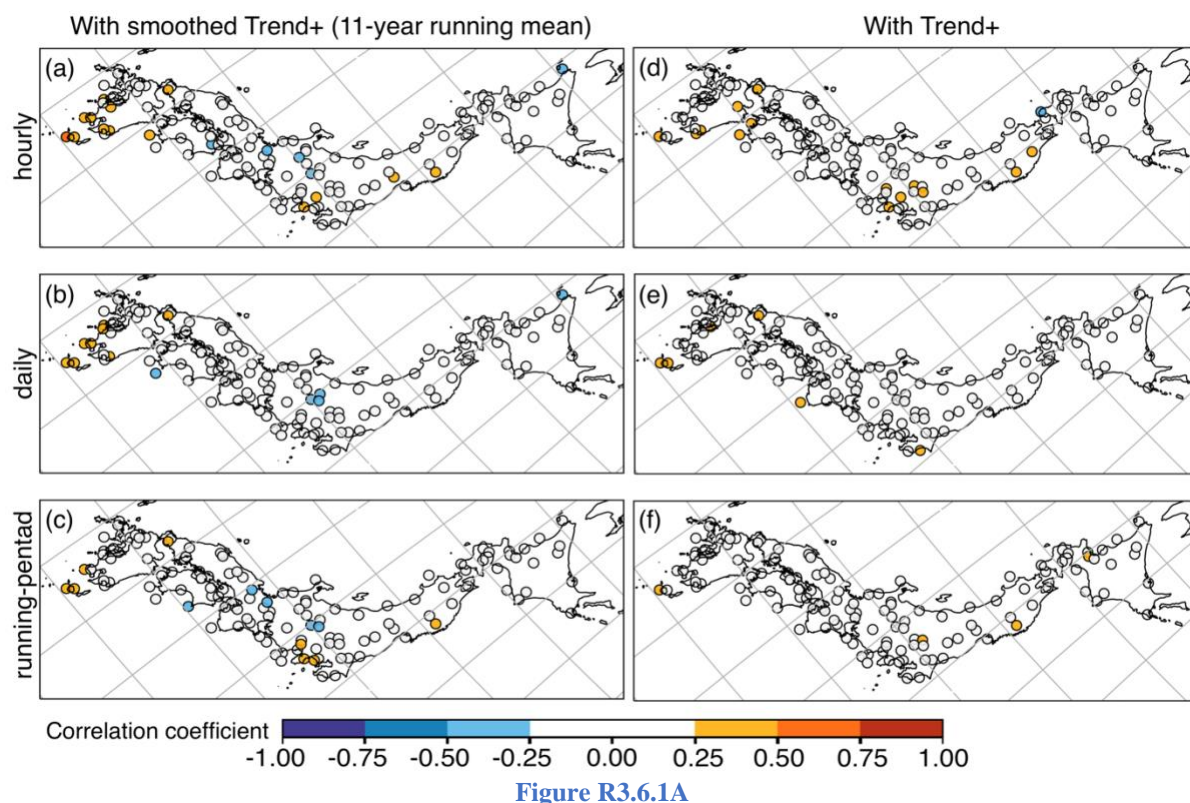 With smoothed Trend+ (11-year running mean)
With Trend+
hourly
(a)
(d)
daily
(b)
(e)
running-pentad
(c)
(f)
Correlation coefficient
-1.00 -0.75 -0.50 -0.25 0.00 0.25 0.50 0.75 1.00
Figure R3.6.1A